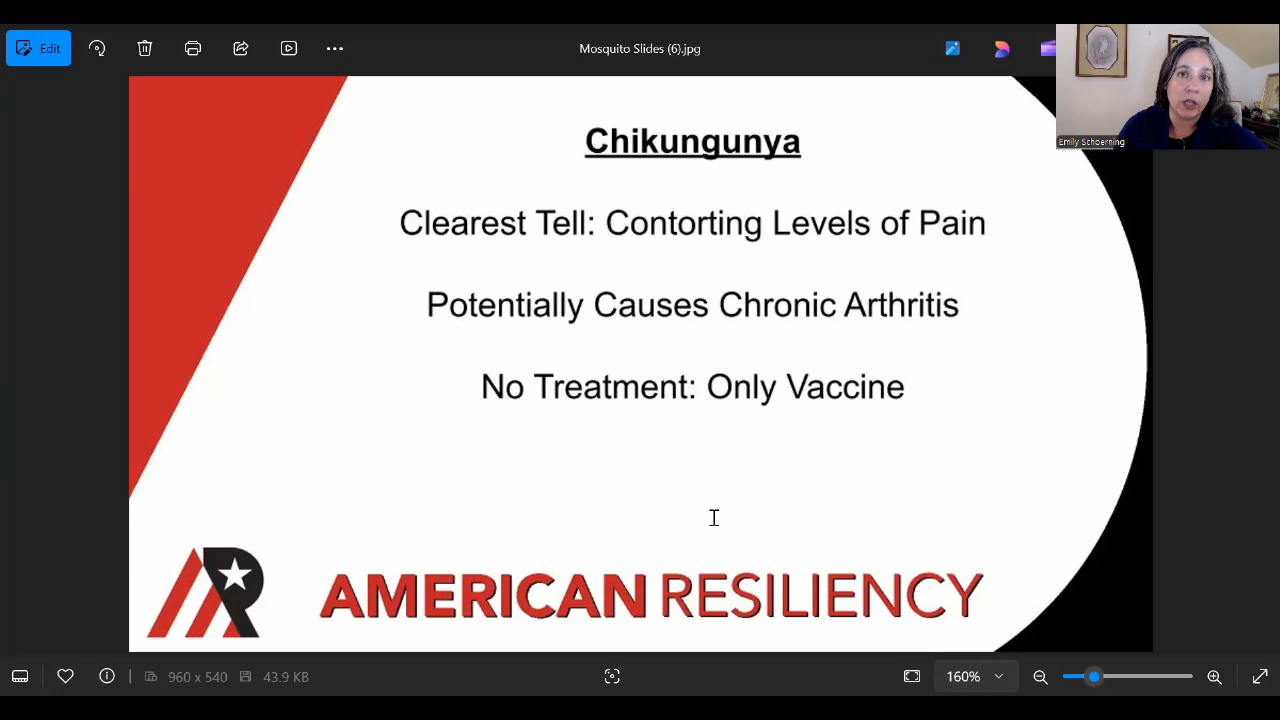 Edit
Mosquito Slides (6).jpg
Emily Schoerning
Chikungunya
Clearest Tell: Contorting Levels of Pain
Potentially Causes Chronic Arthritis
No Treatment: Only Vaccine
AR
AMERICAN RESILIENCY
960 x 540
43.9 KB
160%